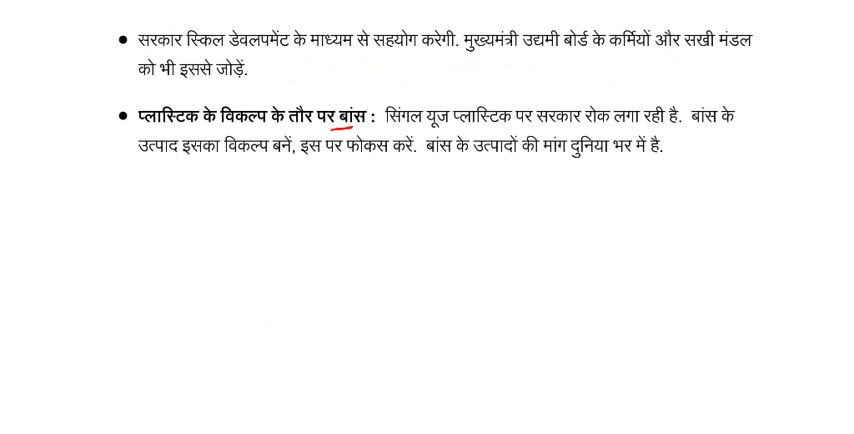 ● सरकार स्किल डेवलपमेंट के माध्यम से सहयोग करेगी. मुख्यमंत्री उद्यमी बोर्ड के कर्मियों और सखी मंडल
को भी इससे जोड़ें.
● प्लास्टिक के विकल्प के तौर पर बांस : सिंगल यूज प्लास्टिक पर सरकार रोक लगा रही है. बांस के
उत्पाद इसका विकल्प बनें, इस पर फोकस करें. बांस के उत्पादों की मांग दुनिया भर में है.